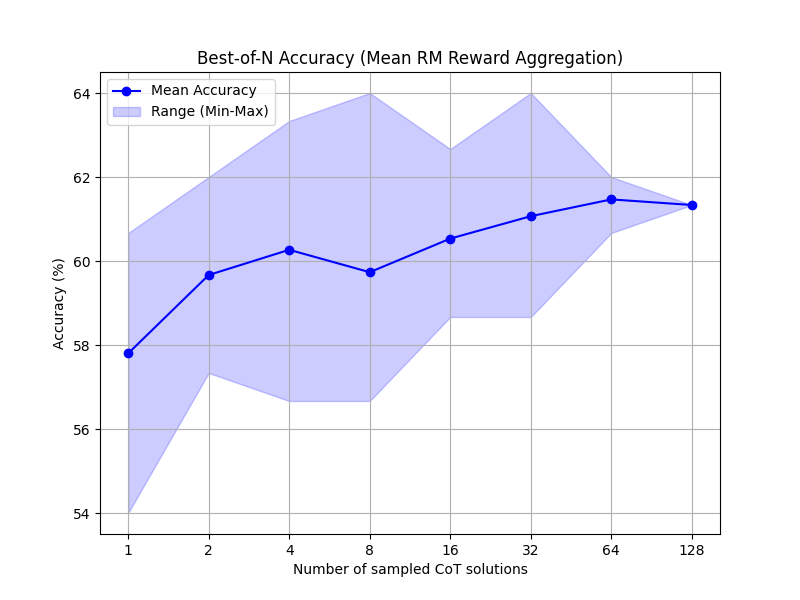 Best-of-N Accuracy (Mean RM Reward Aggregation)
Mean Accuracy
Range (Min-Max)
Accuracy (%)
64
62
60
58
56
54
1 2 4 8 16 32 64 128
Number of sampled CoT solutions